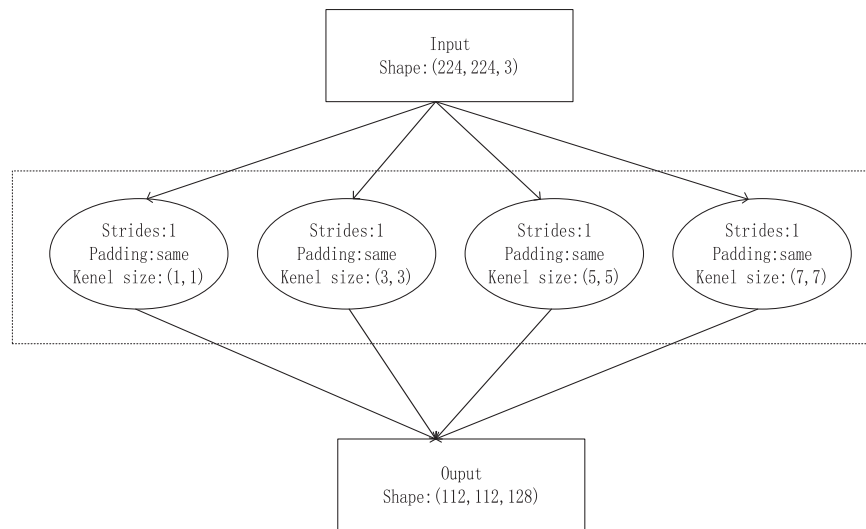 Input
Shape:(224,224,3)
Strides:1
Padding:same
Kenel size:(1,1)
Strides:1
Padding:same
Kenel size:(3,3)
Strides:1
Padding:same
Kenel size:(5,5)
Strides:1
Padding:same
Kenel size:(7,7)
Ouput
Shape:(112,112,128)